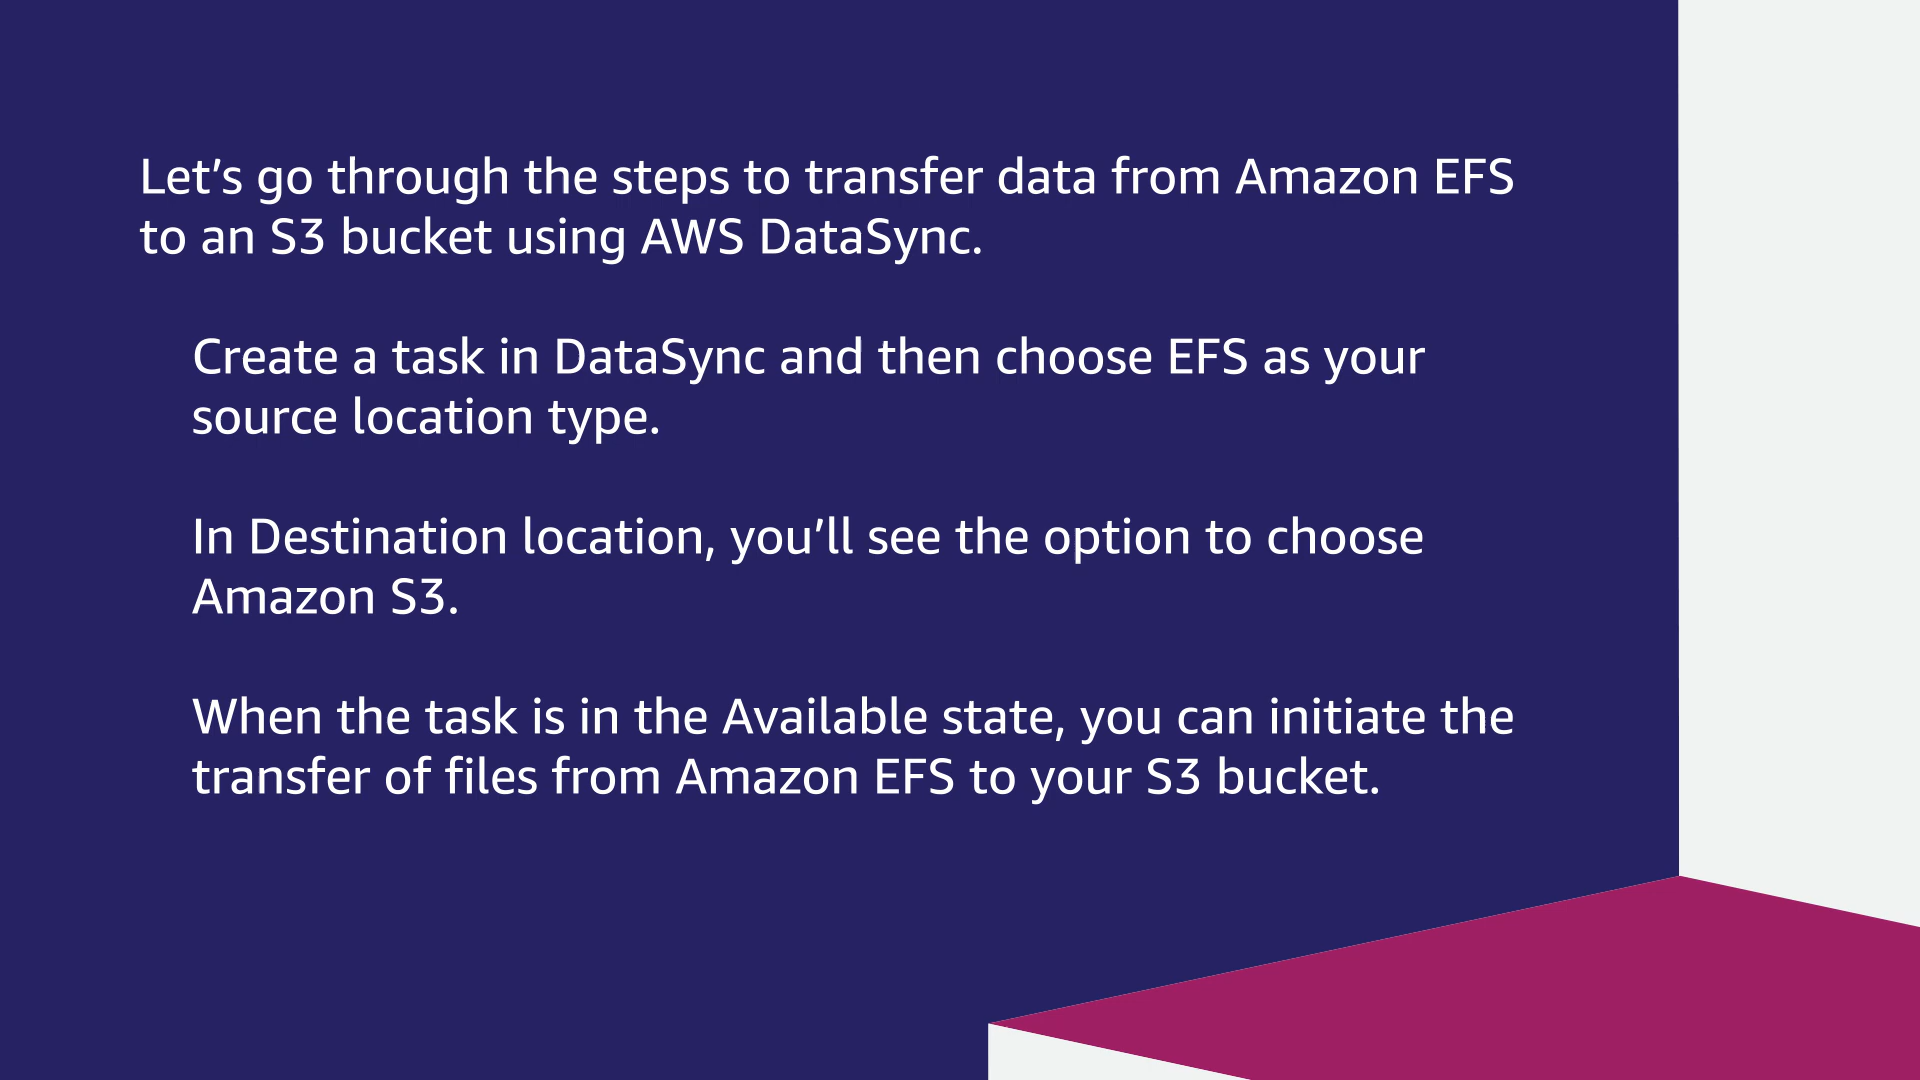 Let’s go through the steps to transfer data from Amazon EFS
to an S3 bucket using AWS DataSync.
Create a task in DataSync and then choose EFS as your
source location type.
In Destination location, you’ll see the option to choose
Amazon S3.
When the task is in the Available state, you can initiate the
transfer of files from Amazon EFS to your S3 bucket.